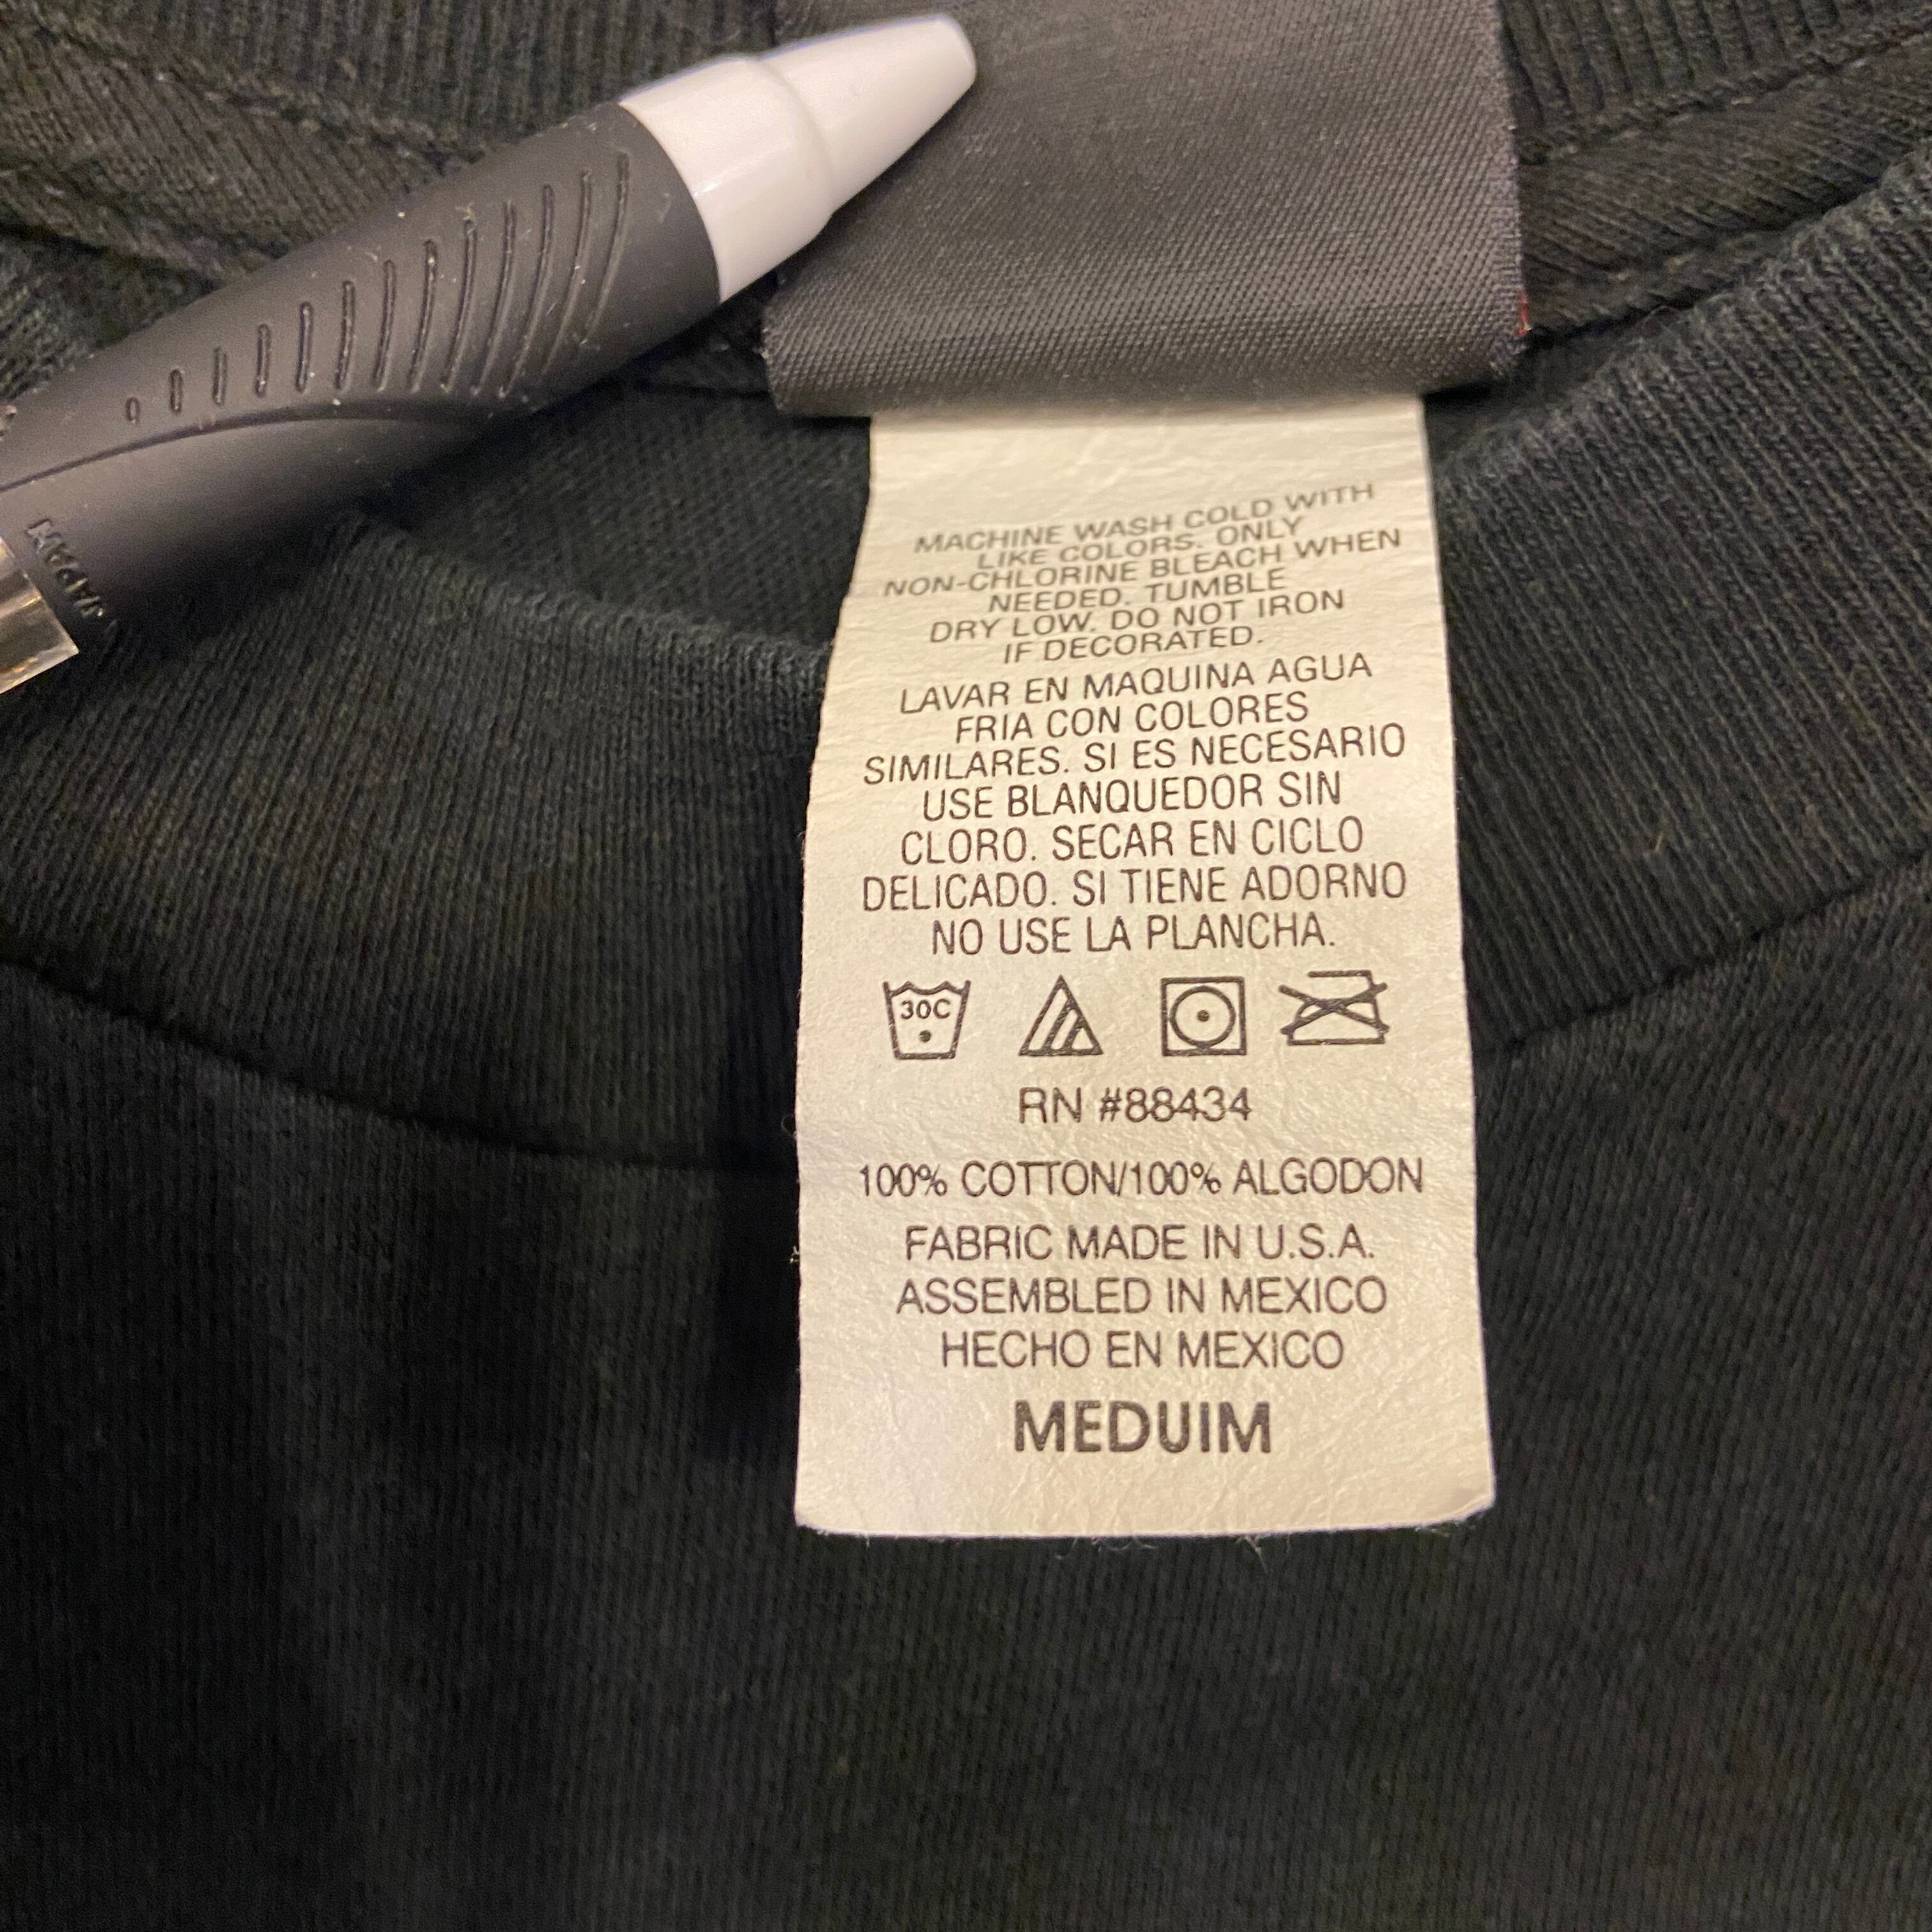 JAPAN
MACHINE WASH COLD WITH
LIKE COLORS. ONLY
NON-CHLORINE BLEACH WHEN
NEEDED. TUMBLE
DRY LOW. DO NOT IRON
IF DECORATED.
LAVAR EN MAQUINA AGUA
FRIA CON COLORES
SIMILARES. SI ES NECESARIO
USE BLANQUEDOR SIN
CLORO. SECAR EN CICLO
DELICADO. SI TIENE ADORNO
NO USE LA PLANCHA.
30C
RN #88434
100% COTTON/100% ALGODON
FABRIC MADE IN U.S.A.
ASSEMBLED IN MEXICO
HECHO EN MEXICO
MEDUIM